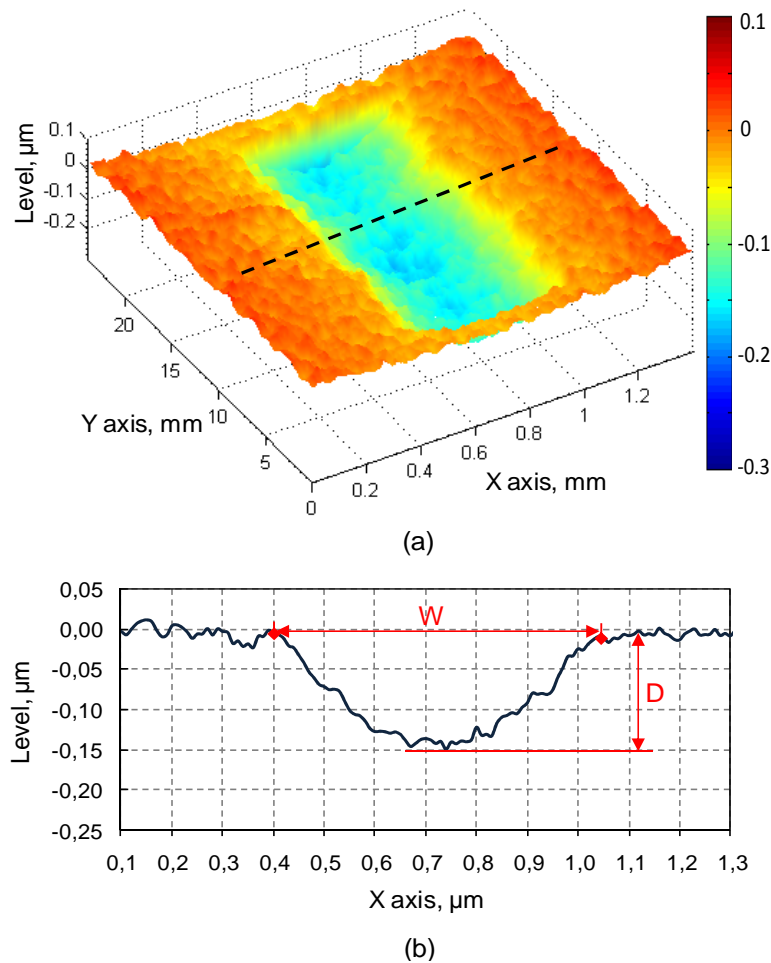 0.1
0
-0.1
-0.2
-0.3
Level, µm
0.1
0
-0.1
-0.2
20
15
10
5
Y axis, mm
0
0.2
0.4
0.6
0.8
1
1.2
X axis, mm
(a)
Level, µm
0,05
0,00
-0,05
-0,10
-0,15
-0,20
-0,25
W
D
0,1 0,2 0,3 0,4 0,5 0,6 0,7 0,8 0,9 1,0 1,1 1,2 1,3
X axis, µm
(b)